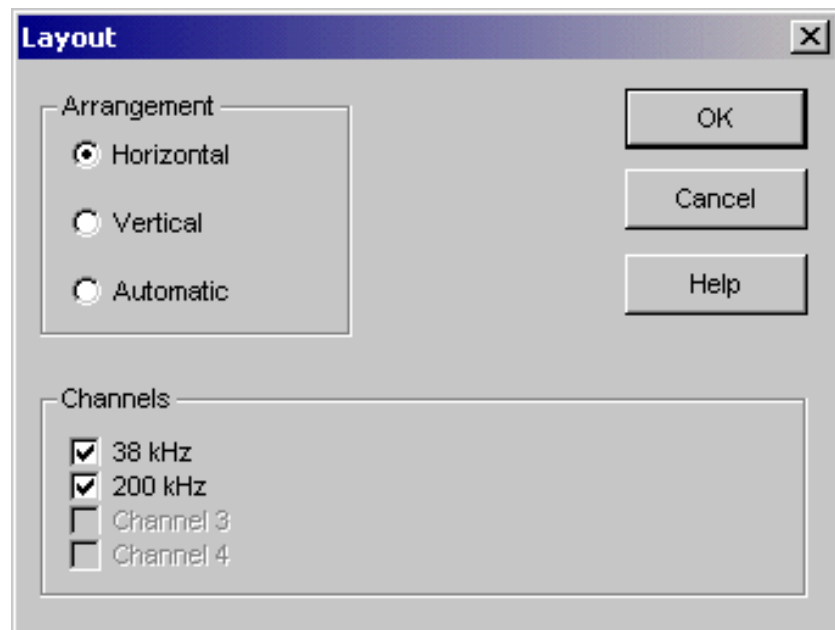 Layout
Arrangement
Horizontal
Vertical
Automatic
OK
Cancel
Help
Channels
38 kHz
200 kHz
Channel 3
Channel 4